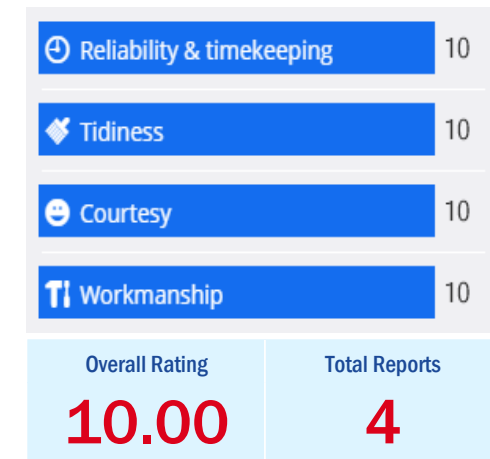 Reliability & timekeeping 10
Tidiness 10
Courtesy 10
Workmanship 10
Overall Rating Total Reports
10.00 4